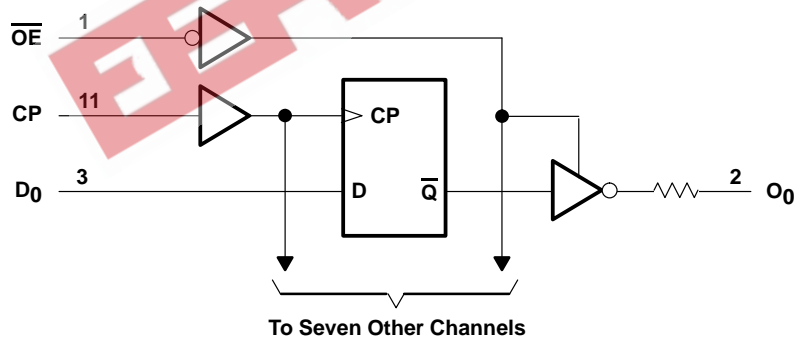 OE 1
CP 11
CP
D0 3
D Q
2 O0
To Seven Other Channels